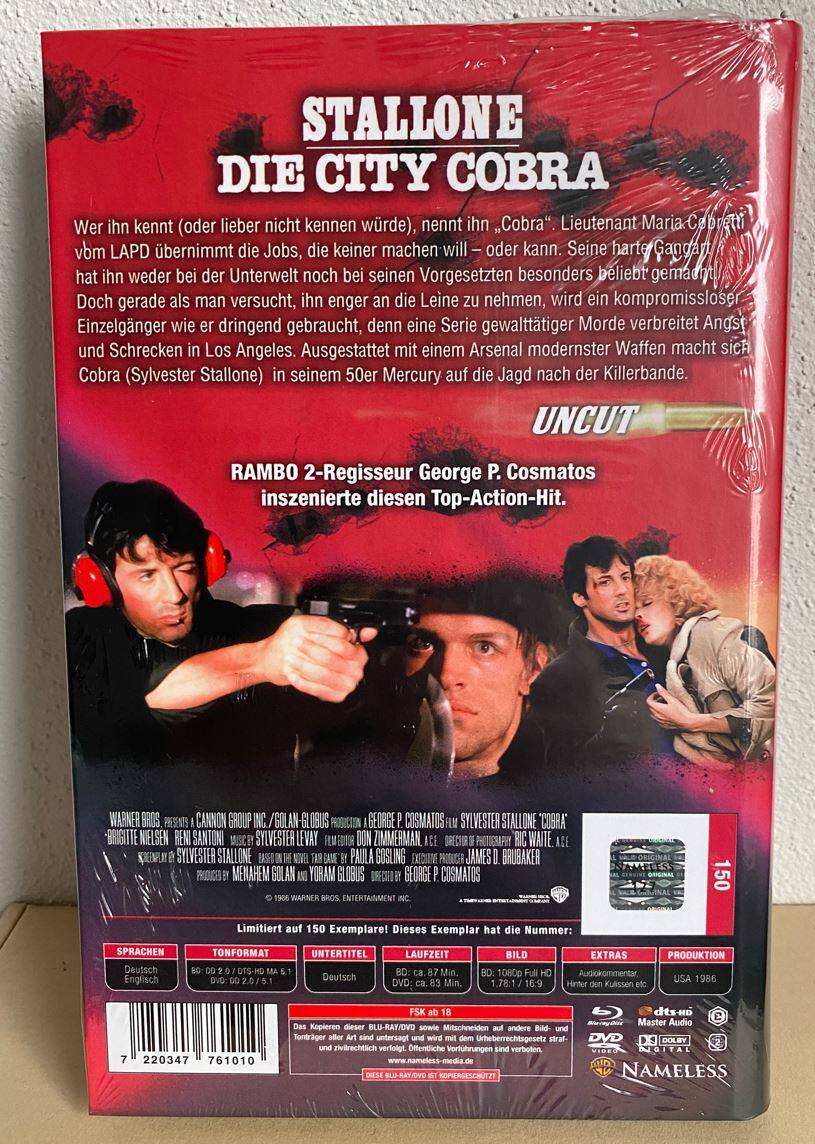 STALLONE
DIE CITY COBRA
Wer ihn kennt (oder lieber nicht kennen würde), nennt ihn „Cobra“. Lieutenant Maria Cobretti
vom LAPD übernimmt die Jobs, die keiner machen will – oder kann. Seine harte Gangart
hat ihn weder bei der Unterwelt noch bei seinen Vorgesetzten besonders beliebt gemacht.
Doch gerade als man versucht, ihn enger an die Leine zu nehmen, wird ein kompromissloser
Einzelgänger wie er dringend gebraucht, denn eine Serie gewalttätiger Morde verbreitet Angst
und Schrecken in Los Angeles. Ausgestattet mit einem Arsenal modernster Waffen macht sich
Cobra (Sylvester Stallone) in seinem 50er Mercury auf die Jagd nach der Killerbande.
UNCUT
RAMBO 2-Regisseur George P. Cosmatos
inszenierte diesen Top-Action-Hit.
WARNER BROS. PRESENTS A CANNON GROUP INC./GOLAN-GLOBUS PRODUCTION A GEORGE P. COSMATOS FILM SYLVESTER STALLONE "COBRA"
BRIGITTE NIELSEN RENI SANTONI MUSIC BY SYLVESTER LEVAY FILM EDITOR DON ZIMMERMAN, A.C.E. DIRECTOR OF PHOTOGRAPHY RIC WAITE, A.C.E.
SCREENPLAY BY SYLVESTER STALLONE BASED ON THE NOVEL "FAIR GAME" BY PAULA GOSLING EXECUTIVE PRODUCER JAMES D. BRUBAKER
PRODUCED BY MENAHEM GOLAN AND YORAM GLOBUS DIRECTED BY GEORGE P. COSMATOS
© 1986 WARNER BROS. ENTERTAINMENT INC.
WARNER BROS.
A TIMEWARNER ENTERTAINMENT COMPANY
ORIGINAL
NAMELESS
150
Limitiert auf 150 Exemplare! Dieses Exemplar hat die Nummer:
SPRACHEN
Deutsch
Englisch
TONFORMAT
BD: DD 2.0 / DTS-HD MA 5.1
DVD: DD 2.0 / 5.1
UNTERTITEL
Deutsch
LAUFZEIT
BD: ca. 87 Min.
DVD: ca. 83 Min.
BILD
BD: 1080p Full HD
1.78:1 / 16:9
EXTRAS
Audiokommentar,
Hinter den Kulissen etc.
PRODUKTION
USA 1986
7 220347 761010
FSK ab 18
Das Kopieren dieser BLU-RAY/DVD sowie Mitschneiden auf andere Bild- und
Tonträger aller Art sind untersagt und wird mit dem Urheberrechtsgesetz straf-
und zivilrechtlich verfolgt. Öffentliche Vorführungen sind verboten.
www.nameless-media.de
DIESE BLU-RAY/DVD IST KOPIERGESCHÜTZT
Blu-ray Disc
dts-HD
Master Audio
DVD
VIDEO
DOLBY
DIGITAL
2
NAMELESS